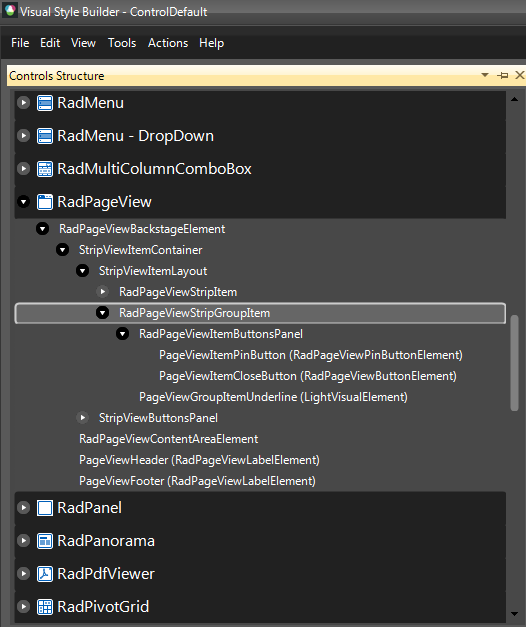 Visual Style Builder - ControlDefault
File Edit View Tools Actions Help
Controls Structure
RadMenu
RadMenu - DropDown
RadMultiColumnComboBox
RadPageView
RadPageViewBackstageElement
StripViewItemContainer
StripViewItemLayout
RadPageViewStripItem
RadPageViewStripGroupItem
RadPageViewItemButtonsPanel
PageViewItemPinButton (RadPageViewPinButtonElement)
PageViewItemCloseButton (RadPageViewButtonElement)
PageViewGroupItemUnderline (LightVisualElement)
StripViewButtonsPanel
RadPageViewContentAreaElement
PageViewHeader (RadPageViewLabelElement)
PageViewFooter (RadPageViewLabelElement)
RadPanel
RadPanorama
RadPdfViewer
RadPivotGrid